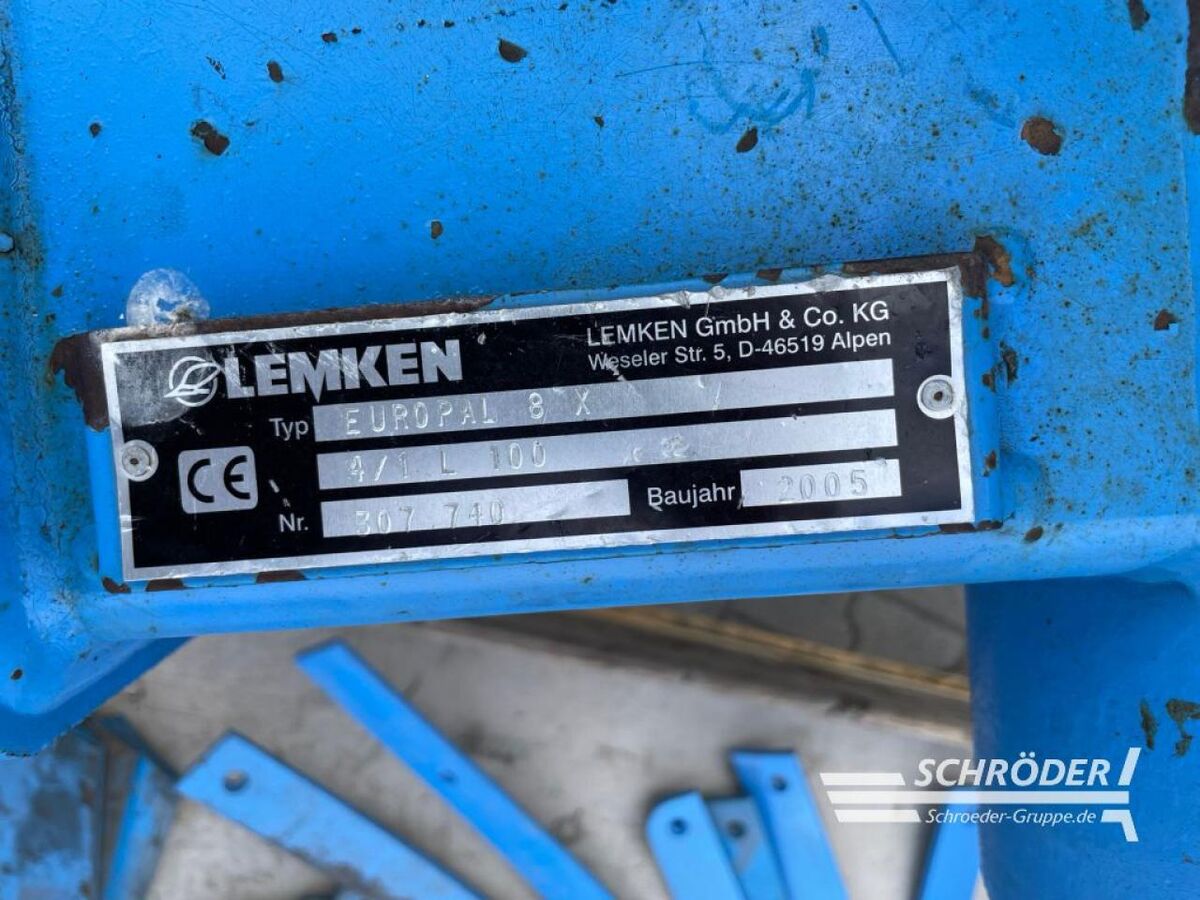 LEMKEN
LEMKEN GmbH & Co. KG
Weseler Str. 5, D-46519 Alpen
Typ EUROPAL 8 X
4/1 L 100
CE
Nr. 307 740 Baujahr 2005
SCHRÖDER
Schroeder-Gruppe.de